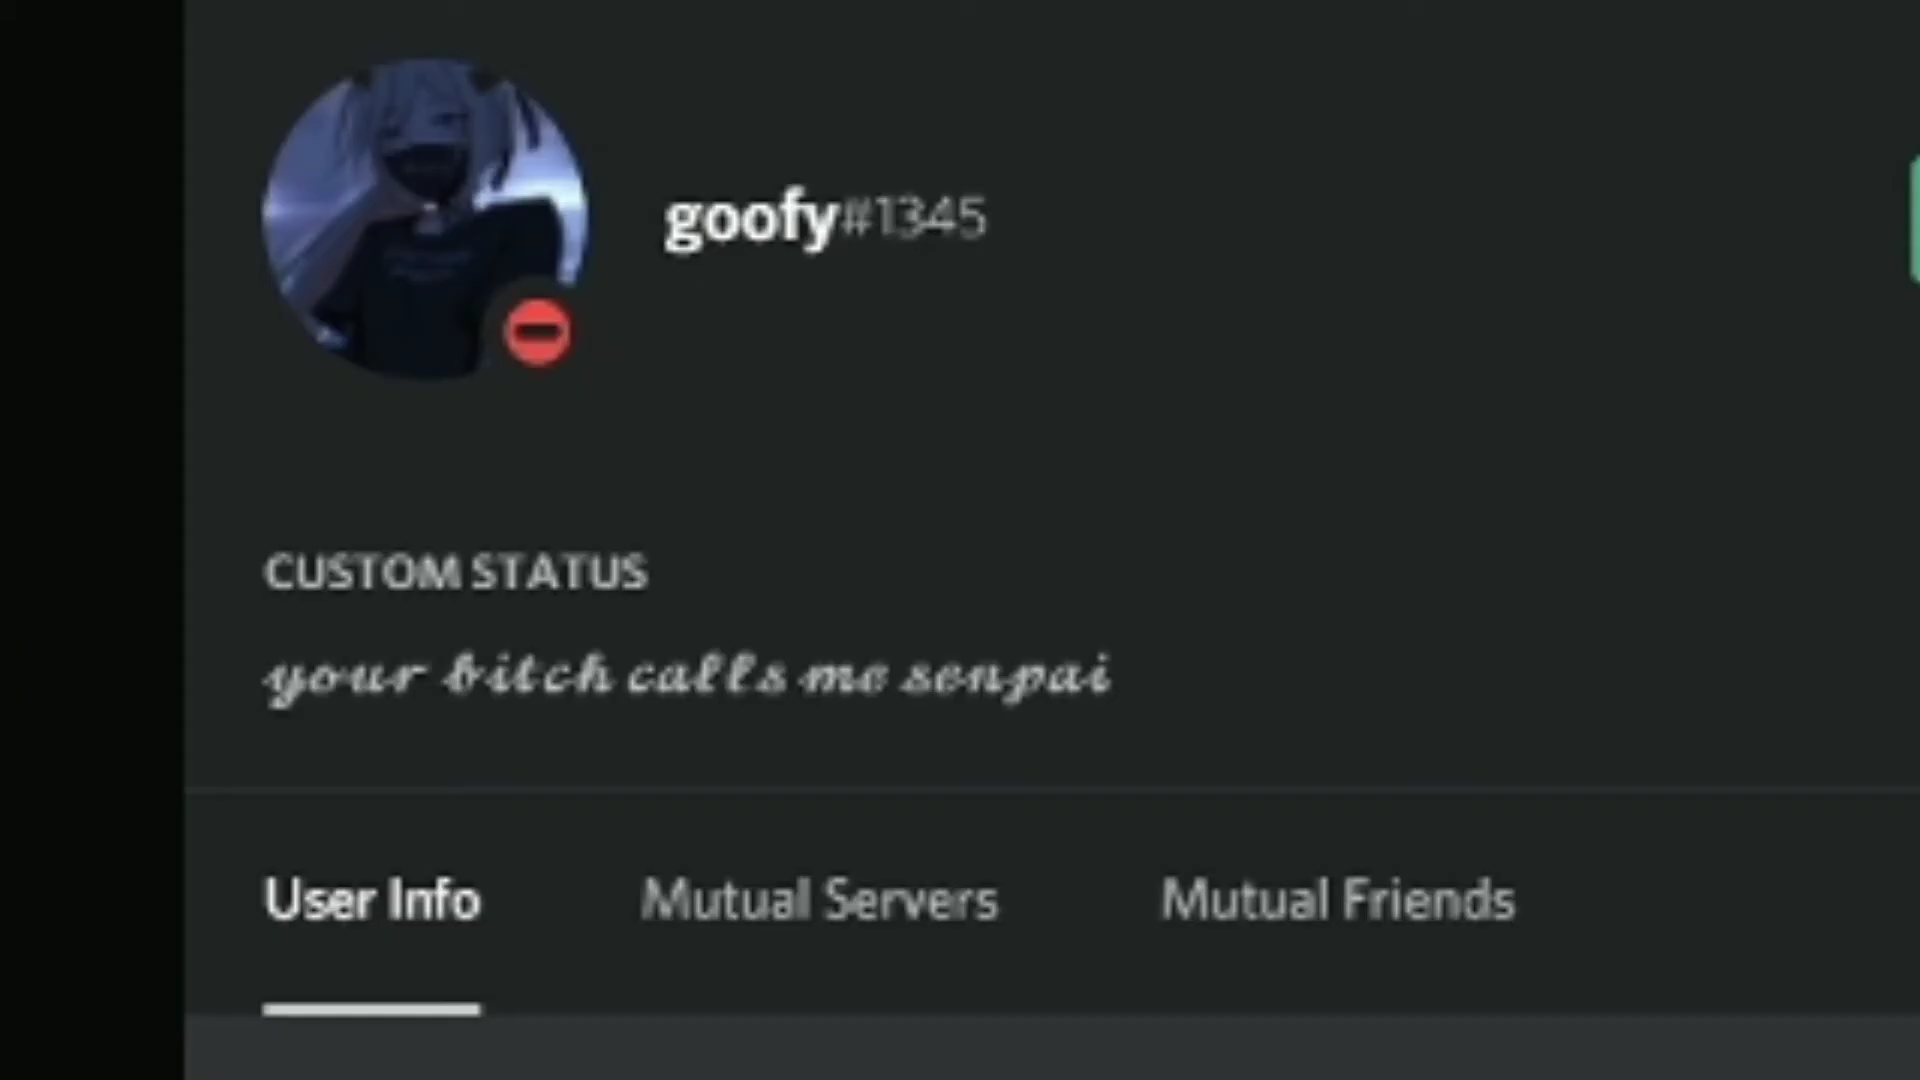 goofy#1345
CUSTOM STATUS
your bitch calls me senpai
User Info
Mutual Servers
Mutual Friends